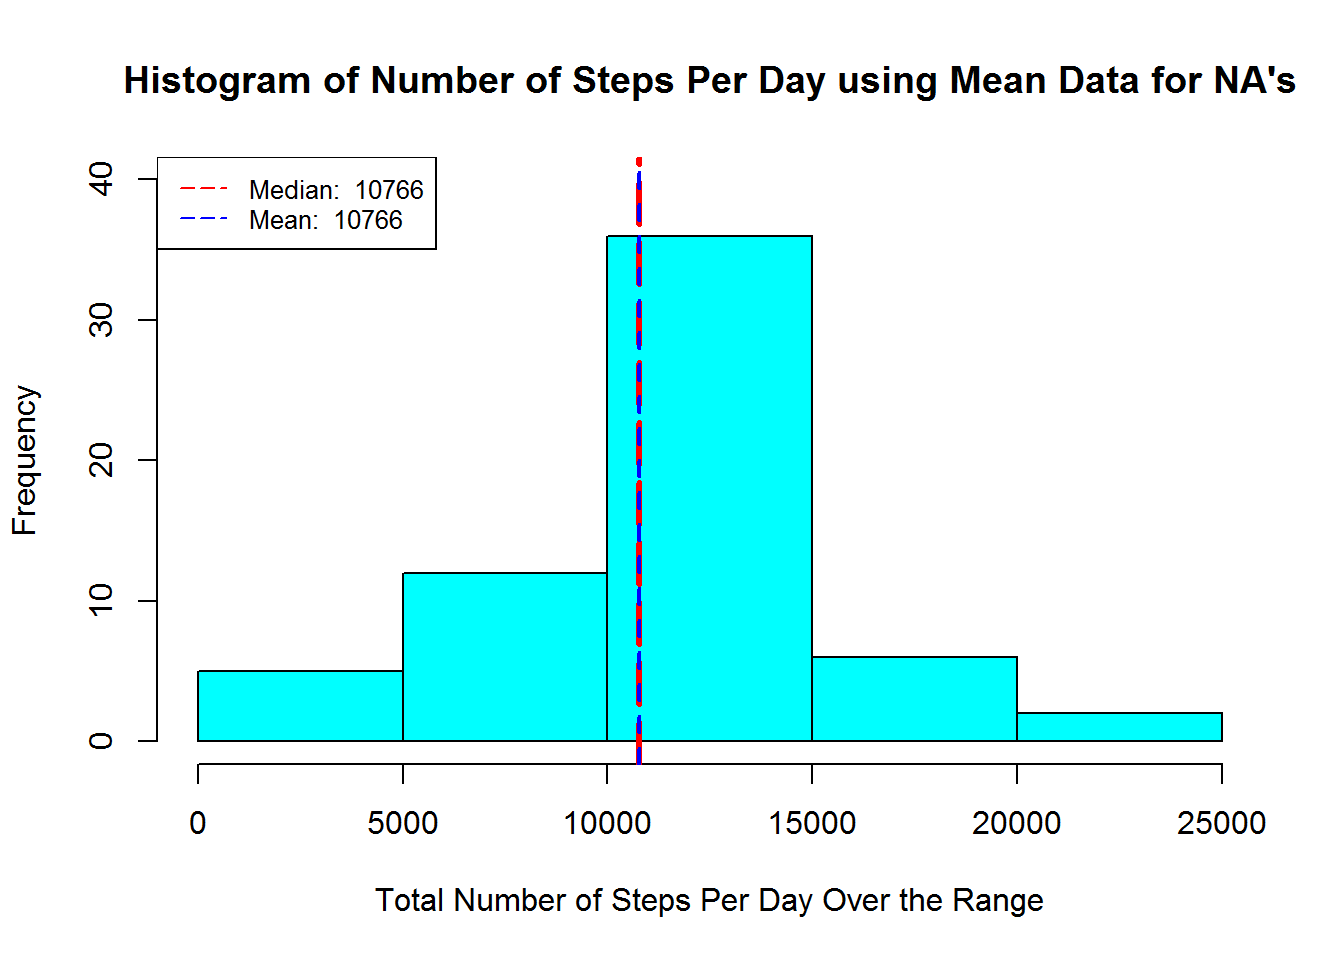 Histogram of Number of Steps Per Day using Mean Data for NA's
Median:  10766
Mean:  10766
Frequency
40
30
20
10
0
0 5000 10000 15000 20000 25000
Total Number of Steps Per Day Over the Range